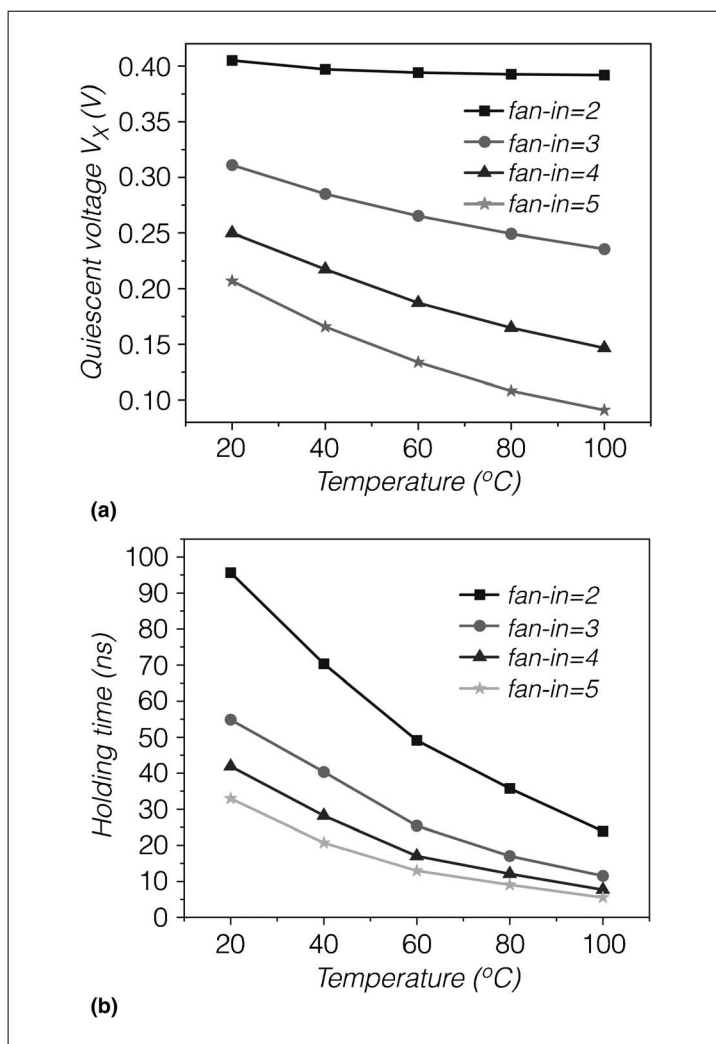 0.40
0.35
0.30
0.25
0.20
0.15
0.10
Quiescent voltage V_X (V)
fan-in=2
fan-in=3
fan-in=4
fan-in=5
20 40 60 80 100
Temperature (°C)
(a)
100
90
80
70
60
50
40
30
20
10
0
Holding time (ns)
fan-in=2
fan-in=3
fan-in=4
fan-in=5
20 40 60 80 100
Temperature (°C)
(b)